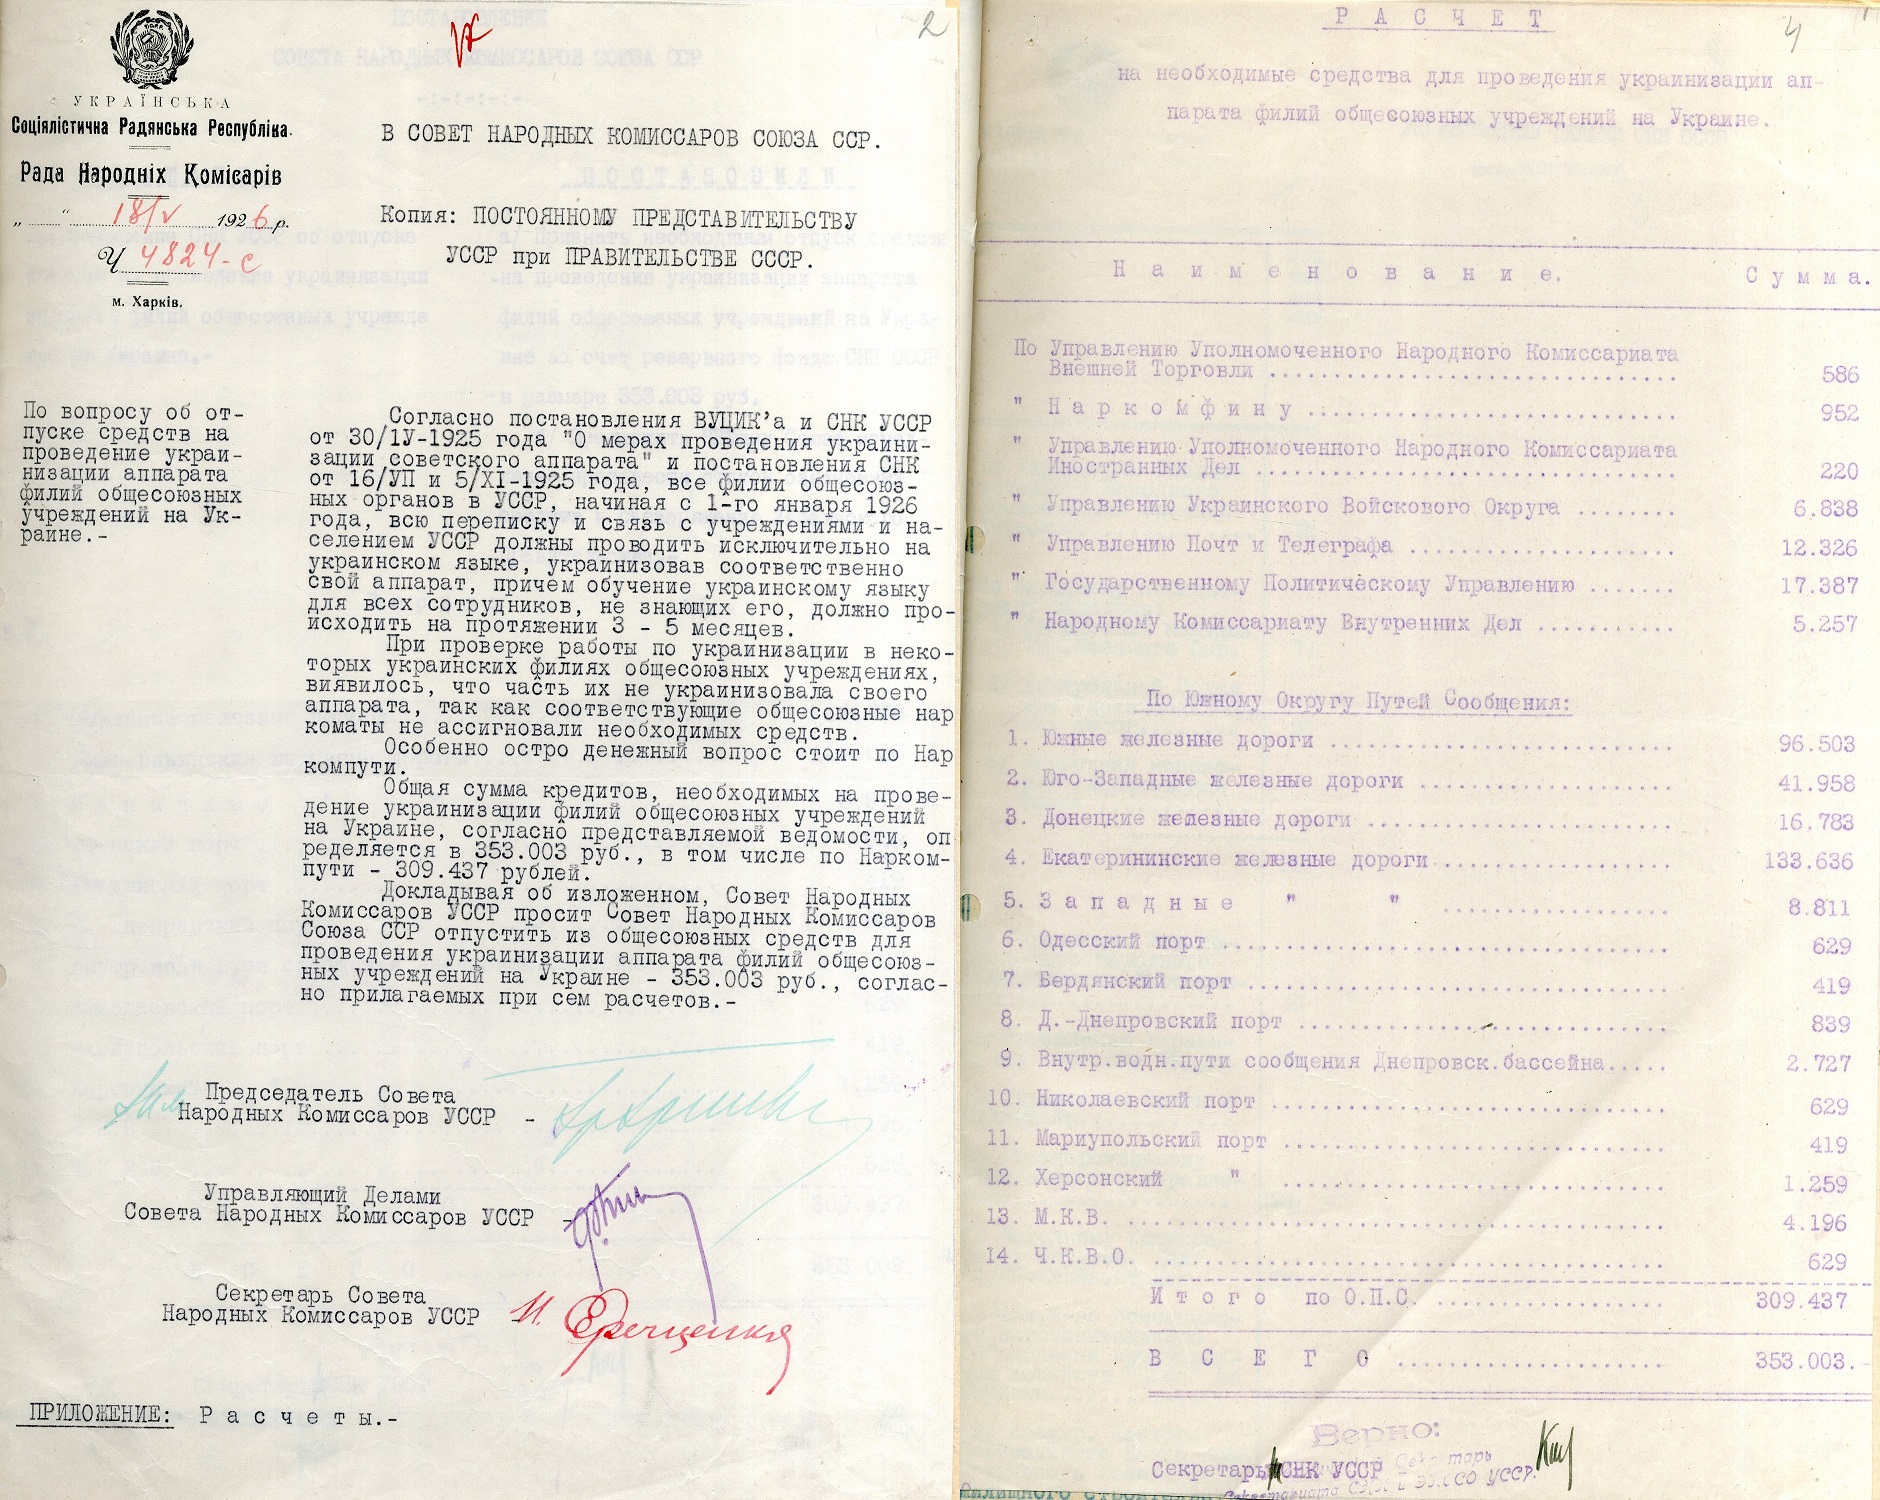 2
УКРАЇНСЬКА
Соціялістична Радянська Республіка.
Рада Народніх Комісарів
„ “ 18/V 1926 р.
Ч 4824-с
м. Харків.
В СОВЕТ НАРОДНЫХ КОМИССАРОВ СОЮЗА ССР.
Копия: ПОСТОЯННОМУ ПРЕДСТАВИТЕЛЬСТВУ
УССР при ПРАВИТЕЛЬСТВЕ СССР.
По вопросу об от-
пуске средств на
проведение украи-
низации аппарата
филий общесоюзных
учреждений на Ук-
раине.-
Согласно постановления ВУЦИК'а и СНК УССР
от 30/1У-1925 года "О мерах проведения украини-
зации советского аппарата" и постановления СНК
от 16/УП и 5/XI-1925 года, все филии общесоюз-
ных органов в УССР, начиная с 1-го января 1926
года, всю переписку и связь с учреждениями и на-
селением УССР должны проводить исключительно на
украинском языке, украинизовав соответственно
свой аппарат, причем обучение украинскому языку
для всех сотрудников, не знающих его, должно про-
исходить на протяжении 3 - 5 месяцев.
При проверке работы по украинизации в неко-
торых украинских филиях общесоюзных учреждениях,
виявилось, что часть их не украинизовала своего
аппарата, так как соответствующие общесоюзные нар
коматы не ассигновали необходимых средств.
Особенно остро денежный вопрос стоит по Нар
компути.
Общая сумма кредитов, необходимых на прове-
дение украинизации филий общесоюзных учреждений
на Украине, согласно представляемой ведомости, оп
ределяется в 353.003 руб., в том числе по Нарком-
пути - 309.437 рублей.
Докладывая об изложенном, Совет Народных
Комиссаров УССР просит Совет Народных Комиссаров
Союза ССР отпустить из общесоюзных средств для
проведения украинизации аппарата филий общесоюз-
ных учреждений на Украине - 353.003 руб., соглас-
но прилагаемых при сем расчетов.-
Председатель Совета
Народных Комиссаров УССР -
Управляющий Делами
Совета Народных Комиссаров УССР -
Секретарь Совета
Народных Комиссаров УССР
ПРИЛОЖЕНИЕ: Расчеты.-
4
РАСЧЕТ
на необходимые средства для проведения украинизации ап-
парата филий общесоюзных учреждений на Украине.
Наименование. Сумма.
По Управлению Уполномоченного Народного Комиссариата
Внешней Торговли ........ 586
" Наркомфину ........ 952
" Управлению Уполномоченного Народного Комиссариата
Иностранных Дел ........ 220
" Управлению Украинского Войскового Округа ........ 6.838
" Управлению Почт и Телеграфа ........ 12.326
" Государственному Политическому Управлению ....... 17.387
" Народному Комиссариату Внутренних Дел ........ 5.257
По Южному Округу Путей Сообщения:
1. Южные железные дороги ........ 96.503
2. Юго-Западные железные дороги ........ 41.958
3. Донецкие железные дороги ........ 16.783
4. Екатерининские железные дороги ........ 133.636
5. Западные " " ........ 8.811
6. Одесский порт ........ 629
7. Бердянский порт ........ 419
8. Д.-Днепровский порт ........ 839
9. Внутр.водн.пути сообщения Днепровск.бассейна..... 2.727
10. Николаевский порт ........ 629
11. Мариупольский порт ........ 419
12. Херсонский " ........ 1.259
13. М.К.В. ........ 4.196
14. Ч.К.В.О. ........ 629
Итого по О.П.С. ........ 309.437
ВСЕГО ........ 353.003.-
Верно:
Секретарь СНК УССР
Секретарь
УССР.